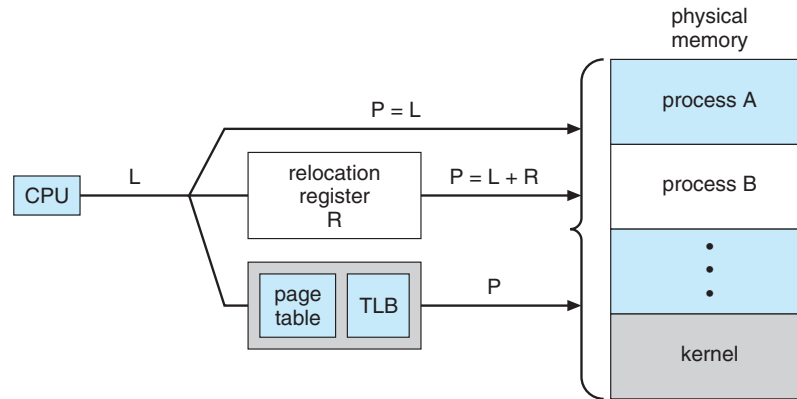 physical
memory
process A
P = L
CPU
L
relocation
register
R
P = L + R
process B
page
table
TLB
P
kernel